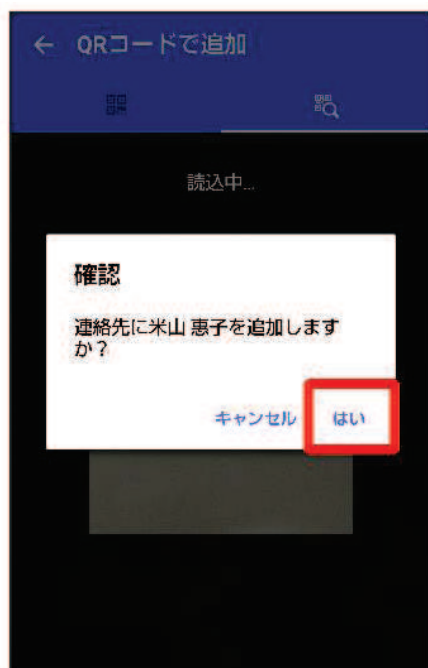 ← QRコードで追加
読込中...
確認
連絡先に米山 惠子を追加します
か？
キャンセル はい